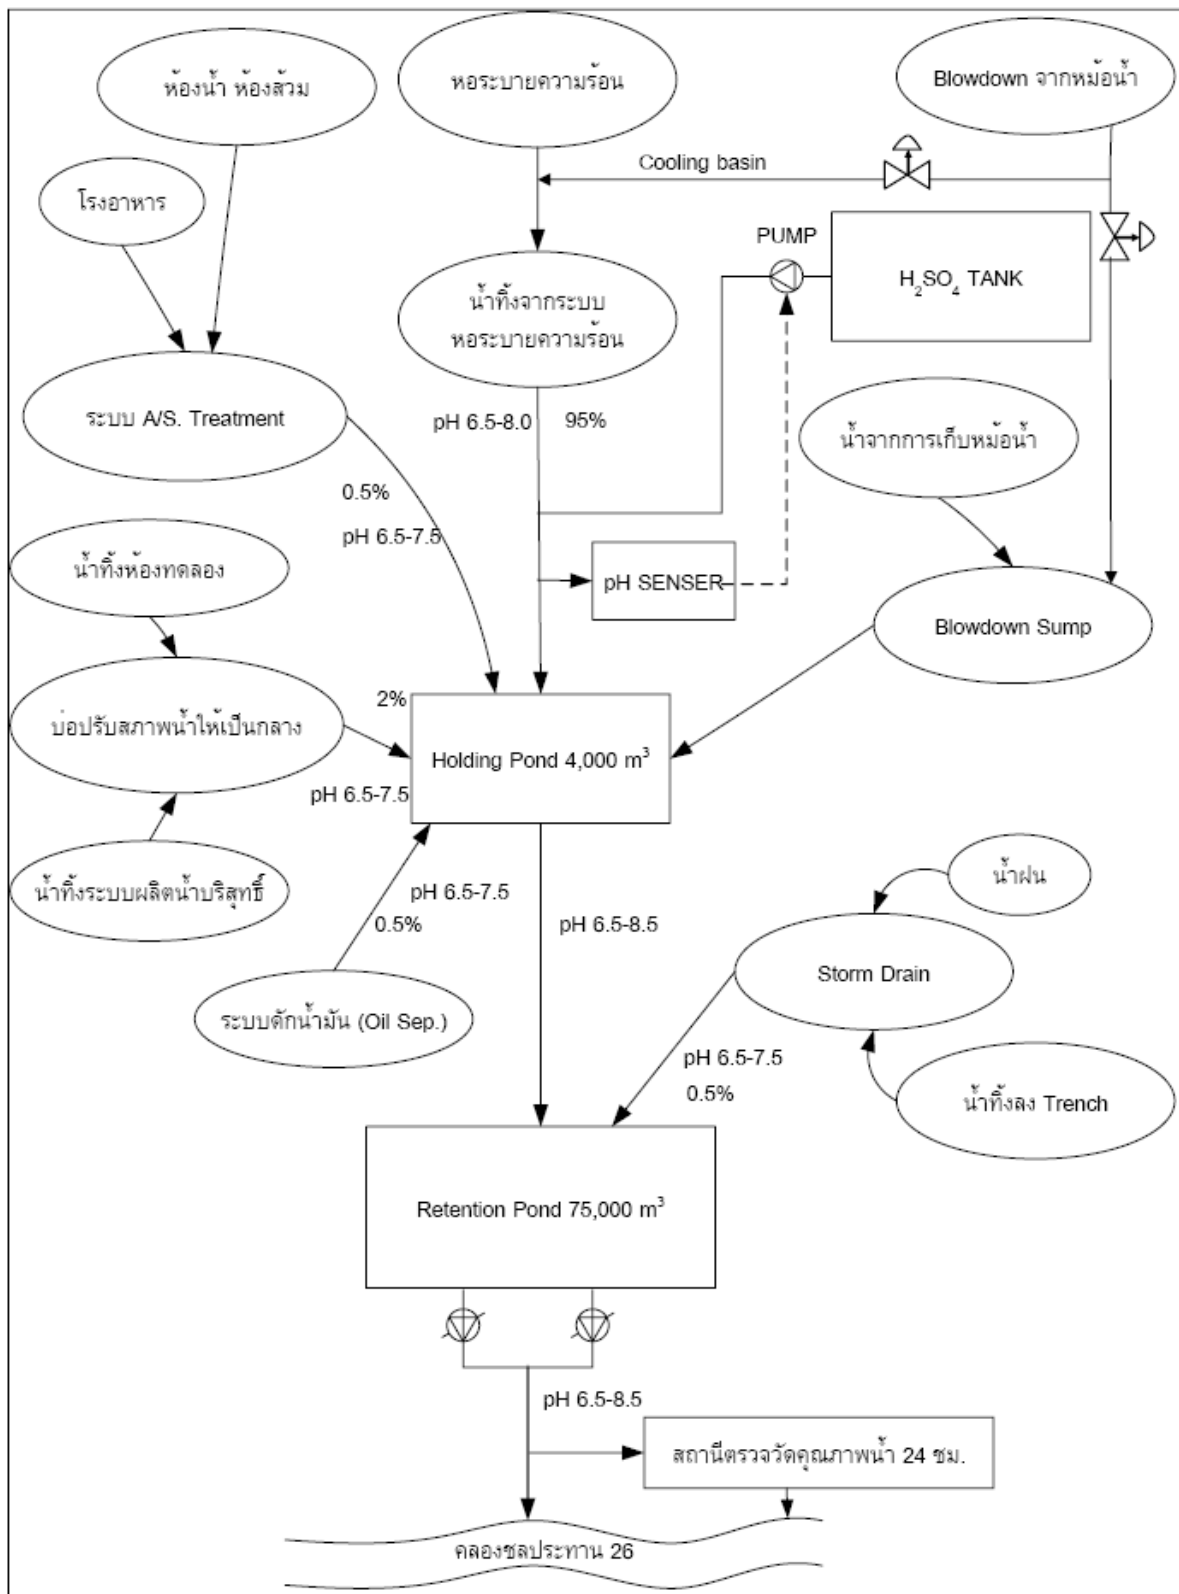 ห้องน้ำ ห้องส้วม
หอระบายความร้อน
Blowdown จากหม้อน้ำ
Cooling basin
โรงอาหาร
PUMP
H₂SO₄ TANK
น้ำทิ้งจากระบบ
หอระบายความร้อน
ระบบ A/S. Treatment
pH 6.5-8.0
95%
น้ำจากการเก็บหม้อน้ำ
0.5%
pH 6.5-7.5
น้ำทิ้งห้องทดลอง
pH SENSER
Blowdown Sump
2%
บ่อปรับสภาพน้ำให้เป็นกลาง
Holding Pond 4,000 m³
pH 6.5-7.5
น้ำทิ้งระบบผลิตน้ำบริสุทธิ์
pH 6.5-7.5
0.5%
pH 6.5-8.5
น้ำฝน
Storm Drain
ระบบดักน้ำมัน (Oil Sep.)
pH 6.5-7.5
0.5%
น้ำทิ้งลง Trench
Retention Pond 75,000 m³
pH 6.5-8.5
สถานีตรวจวัดคุณภาพน้ำ 24 ชม.
คลองชลประทาน 26